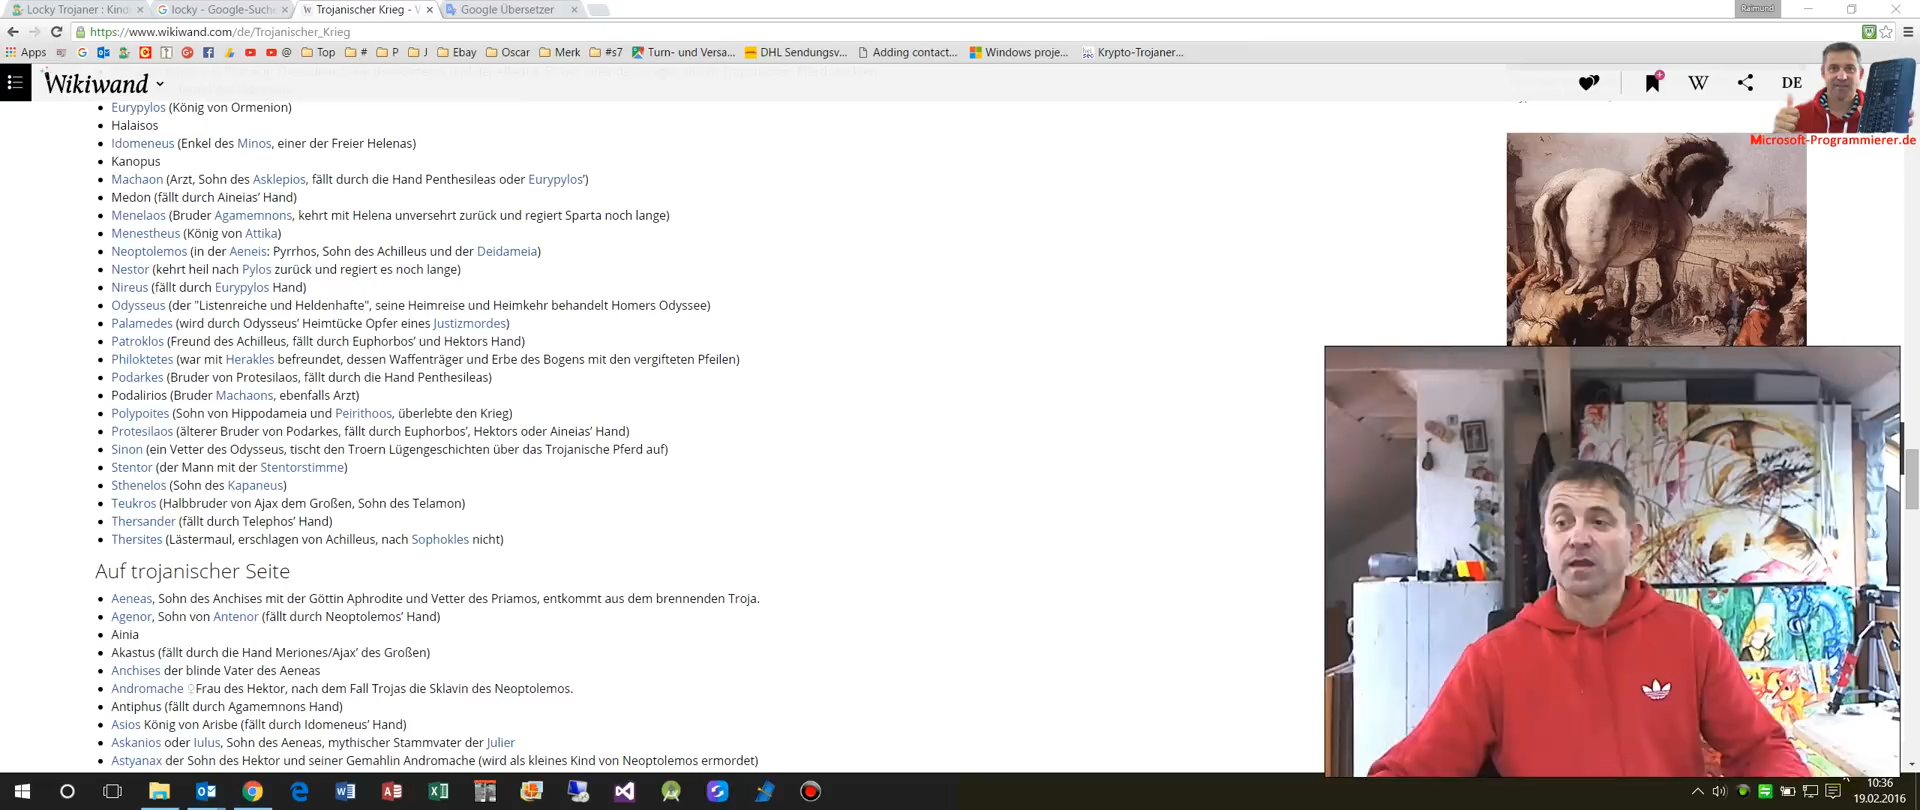 Locky Trojaner : Kind
locky - Google-Suche
Trojanischer Krieg - W
Google Übersetzer
Raimund
https://www.wikiwand.com/de/Trojanischer_Krieg
Apps
Top
#
P
J
Ebay
Oscar
Merk
#s7
Turn- und Versa...
DHL Sendungsv...
Adding contact...
Windows proje...
Krypto-Trojaner...
Wikiwand
W
DE
Microsoft-Programmierer.de
Eurypylos (König von Ormenion)
Halaisos
Idomeneus (Enkel des Minos, einer der Freier Helenas)
Kanopus
Machaon (Arzt, Sohn des Asklepios, fällt durch die Hand Penthesileas oder Eurypylos')
Medon (fällt durch Aineias' Hand)
Menelaos (Bruder Agamemnons, kehrt mit Helena unversehrt zurück und regiert Sparta noch lange)
Menestheus (König von Attika)
Neoptolemos (in der Aeneis: Pyrrhos, Sohn des Achilleus und der Deidameia)
Nestor (kehrt heil nach Pylos zurück und regiert es noch lange)
Nireus (fällt durch Eurypylos Hand)
Odysseus (der "Listenreiche und Heldenhafte", seine Heimreise und Heimkehr behandelt Homers Odyssee)
Palamedes (wird durch Odysseus' Heimtücke Opfer eines Justizmordes)
Patroklos (Freund des Achilleus, fällt durch Euphorbos' und Hektors Hand)
Philoktetes (war mit Herakles befreundet, dessen Waffenträger und Erbe des Bogens mit den vergifteten Pfeilen)
Podarkes (Bruder von Protesilaos, fällt durch die Hand Penthesileas)
Podalirios (Bruder Machaons, ebenfalls Arzt)
Polypoites (Sohn von Hippodameia und Peirithoos, überlebte den Krieg)
Protesilaos (älterer Bruder von Podarkes, fällt durch Euphorbos', Hektors oder Aineias' Hand)
Sinon (ein Vetter des Odysseus, tischt den Troern Lügengeschichten über das Trojanische Pferd auf)
Stentor (der Mann mit der Stentorstimme)
Sthenelos (Sohn des Kapaneus)
Teukros (Halbbruder von Ajax dem Großen, Sohn des Telamon)
Thersander (fällt durch Telephos' Hand)
Thersites (Lästermaul, erschlagen von Achilleus, nach Sophokles nicht)
Auf trojanischer Seite
Aeneas, Sohn des Anchises mit der Göttin Aphrodite und Vetter des Priamos, entkommt aus dem brennenden Troja.
Agenor, Sohn von Antenor (fällt durch Neoptolemos' Hand)
Ainia
Akastus (fällt durch die Hand Meriones/Ajax' des Großen)
Anchises der blinde Vater des Aeneas
Andromache ♀Frau des Hektor, nach dem Fall Trojas die Sklavin des Neoptolemos.
Antiphus (fällt durch Agamemnons Hand)
Asios König von Arisbe (fällt durch Idomeneus' Hand)
Askanios oder Iulus, Sohn des Aeneas, mythischer Stammvater der Julier
Astyanax der Sohn des Hektor und seiner Gemahlin Andromache (wird als kleines Kind von Neoptolemos ermordet)
10:36
19.02.2016